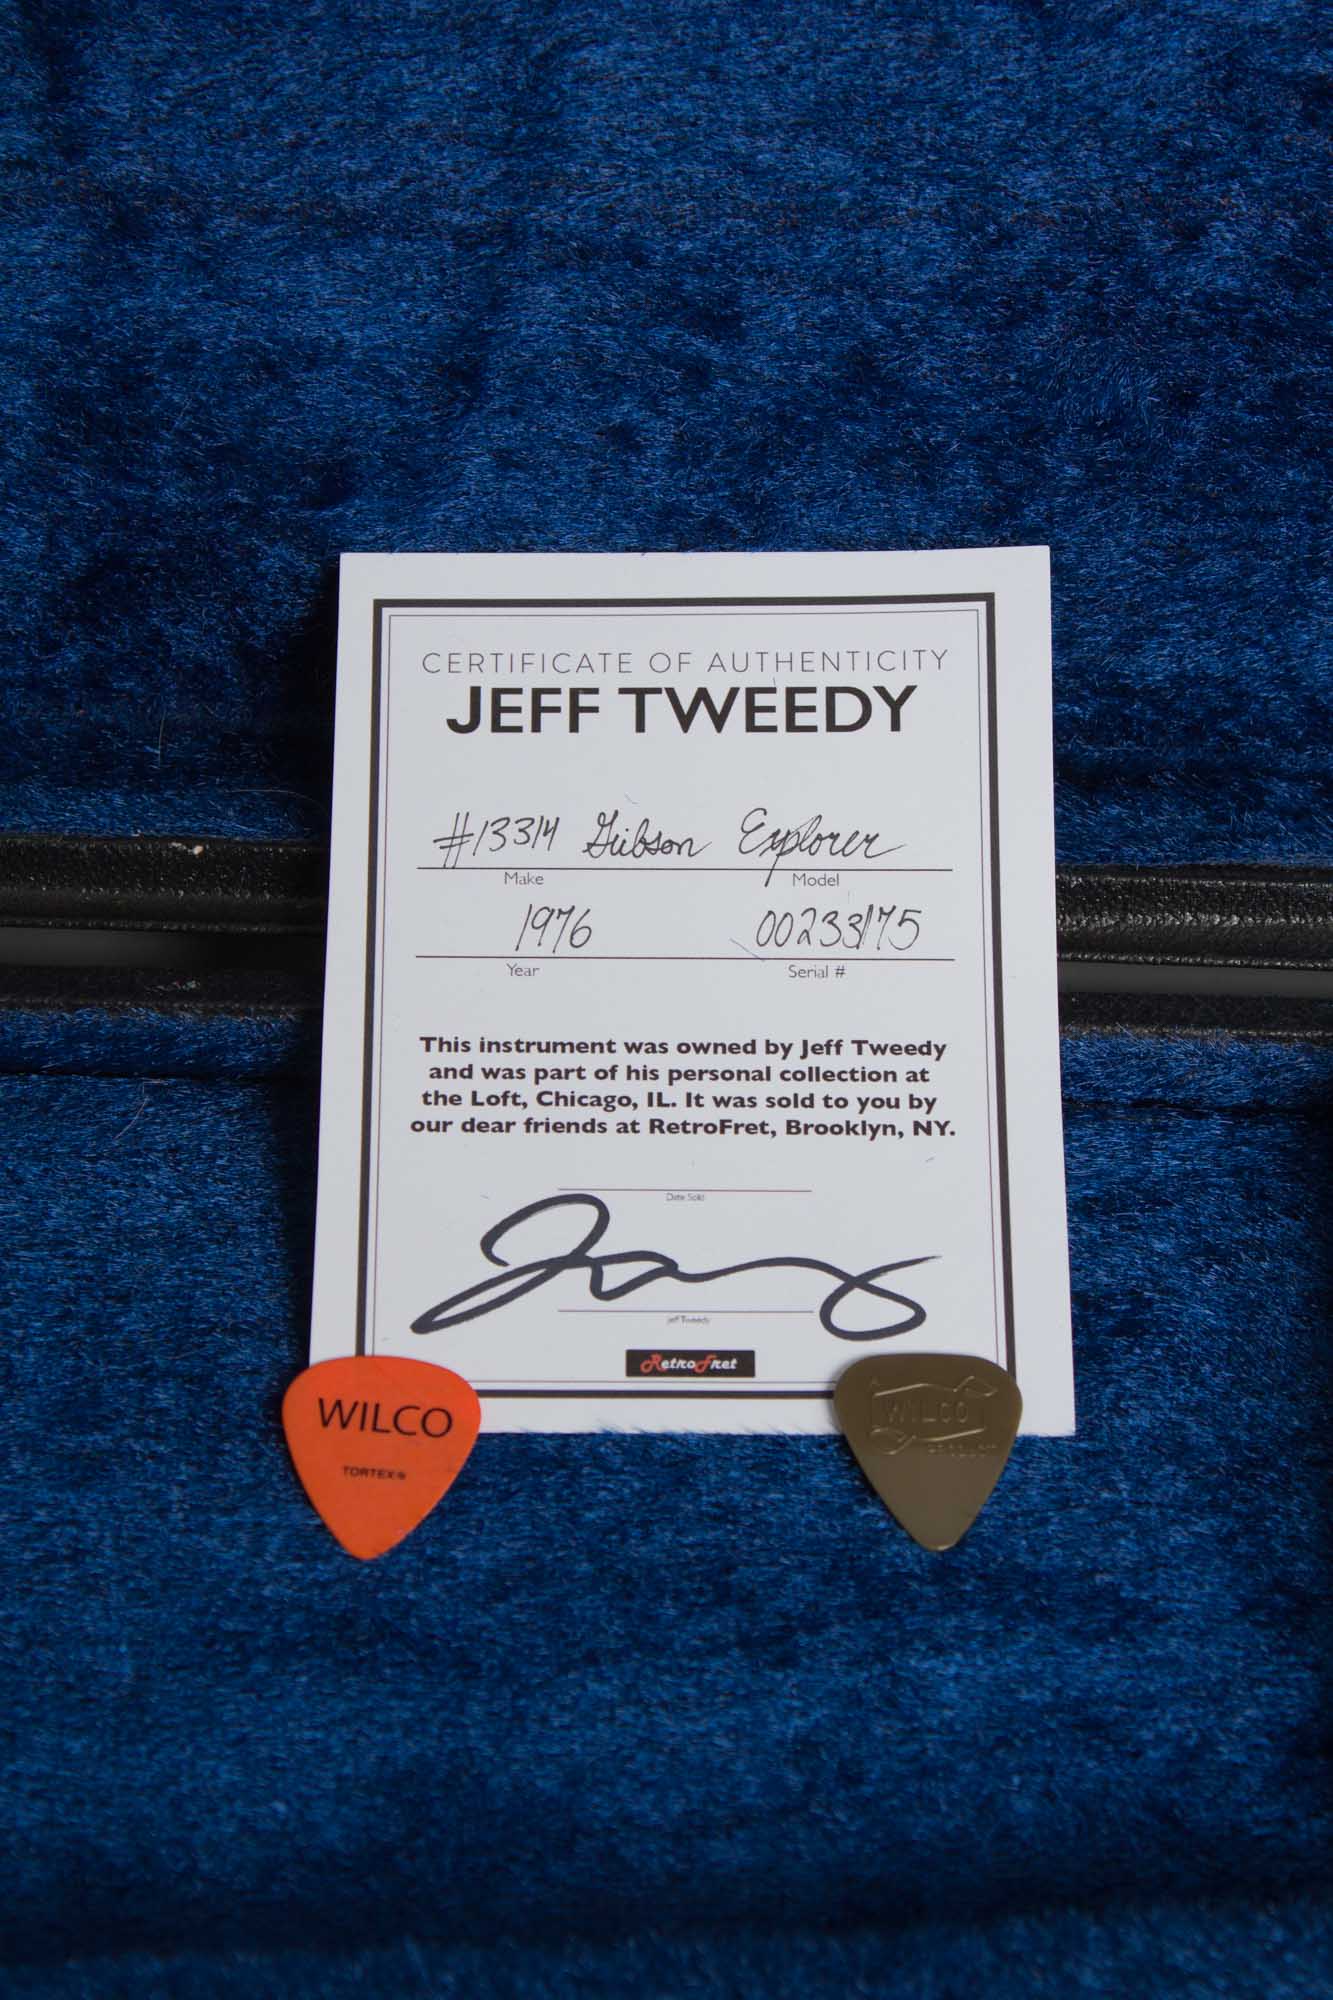 CERTIFICATE OF AUTHENTICITY
JEFF TWEEDY
#13314 Gibson Explorer
Make Model
1976 00233175
Year Serial #
This instrument was owned by Jeff Tweedy
and was part of his personal collection at
the Loft, Chicago, IL. It was sold to you by
our dear friends at RetroFret, Brooklyn, NY.
Date Sold
Jeff Tweedy
RetroFret
WILCO
TORTEX®
WILCO
PRODUCT